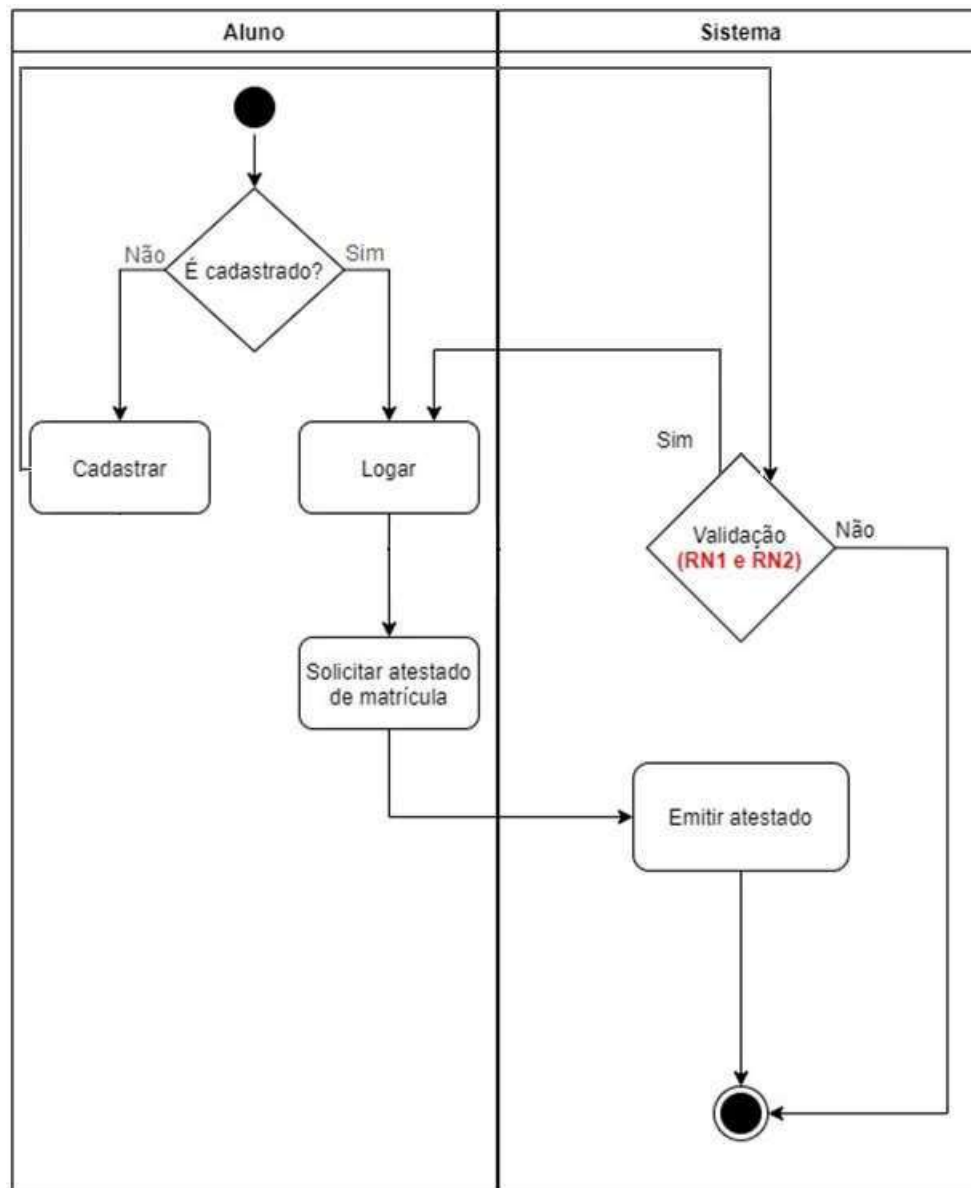 Aluno
Sistema
Não
Sim
É cadastrado?
Cadastrar
Logar
Sim
Validação
(RN1 e RN2)
Não
Solicitar atestado
de matrícula
Emitir atestado